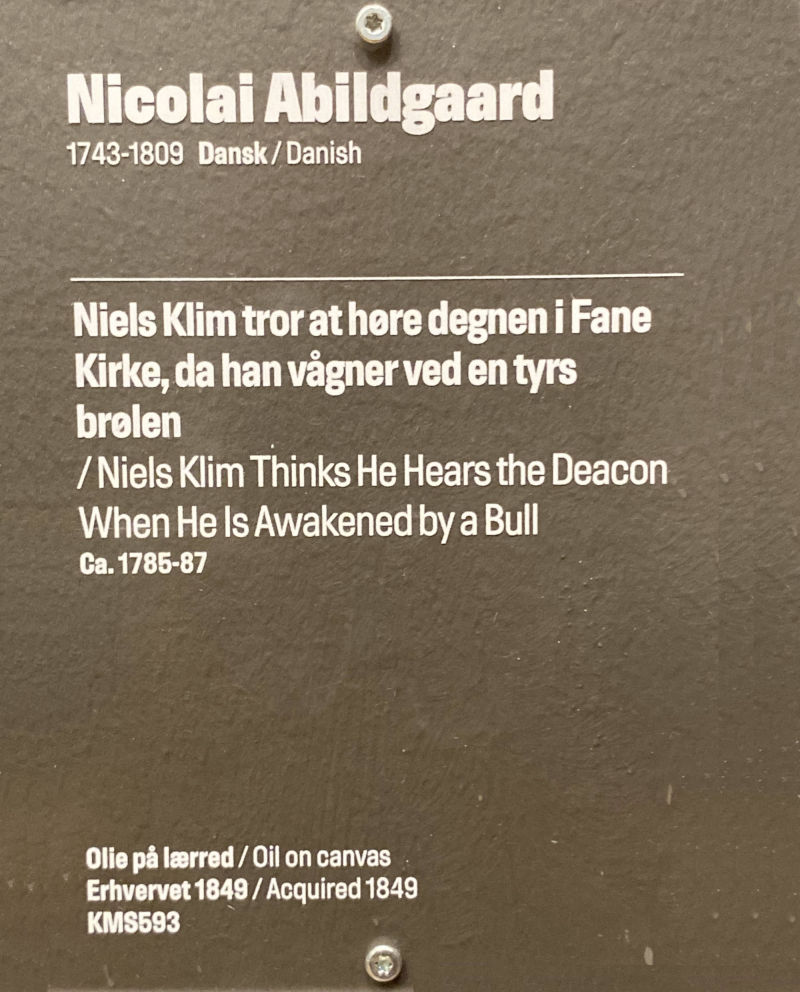 Nicolai Abildgaard
1743-1809 Dansk / Danish
Niels Klim tror at høre degnen i Fane
Kirke, da han vågner ved en tyrs
brølen
/ Niels Klim Thinks He Hears the Deacon
When He Is Awakened by a Bull
Ca. 1785-87
Olie på lærred / Oil on canvas
Erhvervet 1849 / Acquired 1849
KMS593